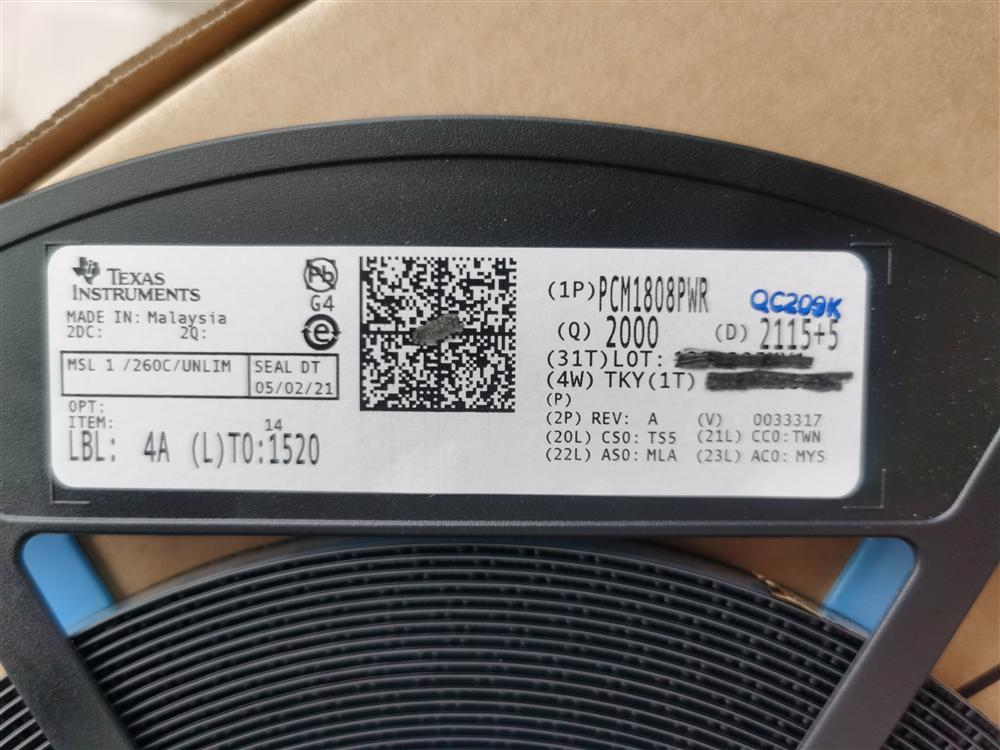 TEXAS
INSTRUMENTS
MADE IN: Malaysia
2DC: 2Q:
MSL 1 /260C/UNLIM
SEAL DT
05/02/21
OPT:
ITEM:
14
LBL: 4A (L)TO:1520
Pb
G4
e
(1P)PCM1808PWR
QC209K
(Q) 2000 (D) 2115+5
(31T)LOT:
(4W) TKY(1T)
(P)
(2P) REV: A (V) 0033317
(20L) CSO: TS5 (21L) CCO:TWN
(22L) ASO: MLA (23L) ACO: MYS